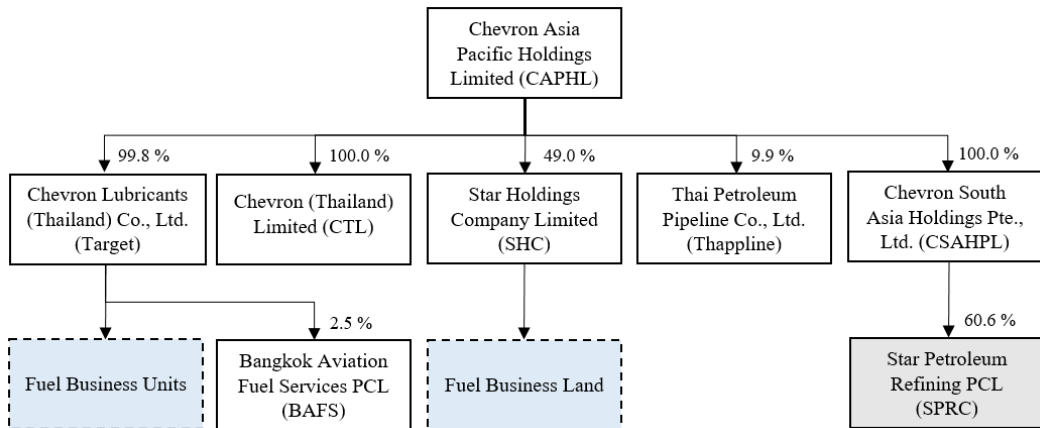 Chevron Asia
Pacific Holdings
Limited (CAPHL)
99.8 %
100.0 %
49.0 %
9.9 %
100.0 %
Chevron Lubricants
(Thailand) Co., Ltd.
(Target)
Chevron (Thailand)
Limited (CTL)
Star Holdings
Company Limited
(SHC)
Thai Petroleum
Pipeline Co., Ltd.
(Thappline)
Chevron South
Asia Holdings Pte.,
Ltd. (CSAHPL)
2.5 %
60.6 %
Fuel Business Units
Bangkok Aviation
Fuel Services PCL
(BAFS)
Fuel Business Land
Star Petroleum
Refining PCL
(SPRC)